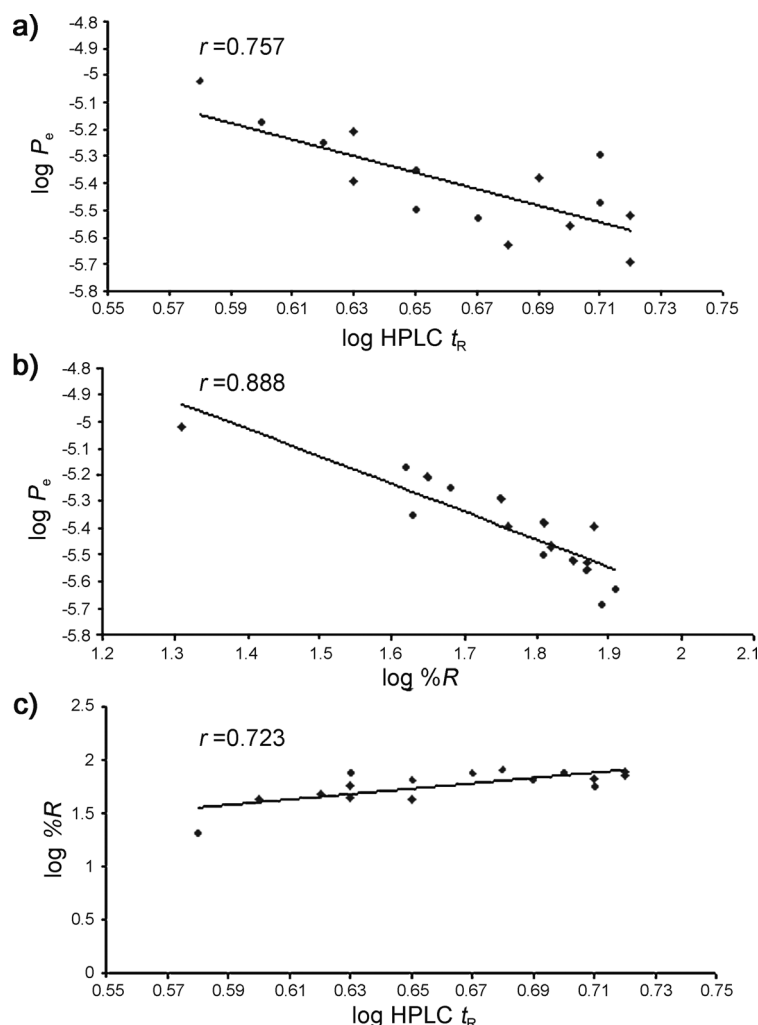 a)
r =0.757
log Pe
-4.8
-4.9
-5
-5.1
-5.2
-5.3
-5.4
-5.5
-5.6
-5.7
-5.8
0.55 0.57 0.59 0.61 0.63 0.65 0.67 0.69 0.71 0.73 0.75
log HPLC tR
b)
r =0.888
log Pe
-4.8
-4.9
-5
-5.1
-5.2
-5.3
-5.4
-5.5
-5.6
-5.7
-5.8
1.2 1.3 1.4 1.5 1.6 1.7 1.8 1.9 2 2.1
log %R
c)
r =0.723
log %R
2.5
2
1.5
1
0.5
0
0.55 0.57 0.59 0.61 0.63 0.65 0.67 0.69 0.71 0.73 0.75
log HPLC tR